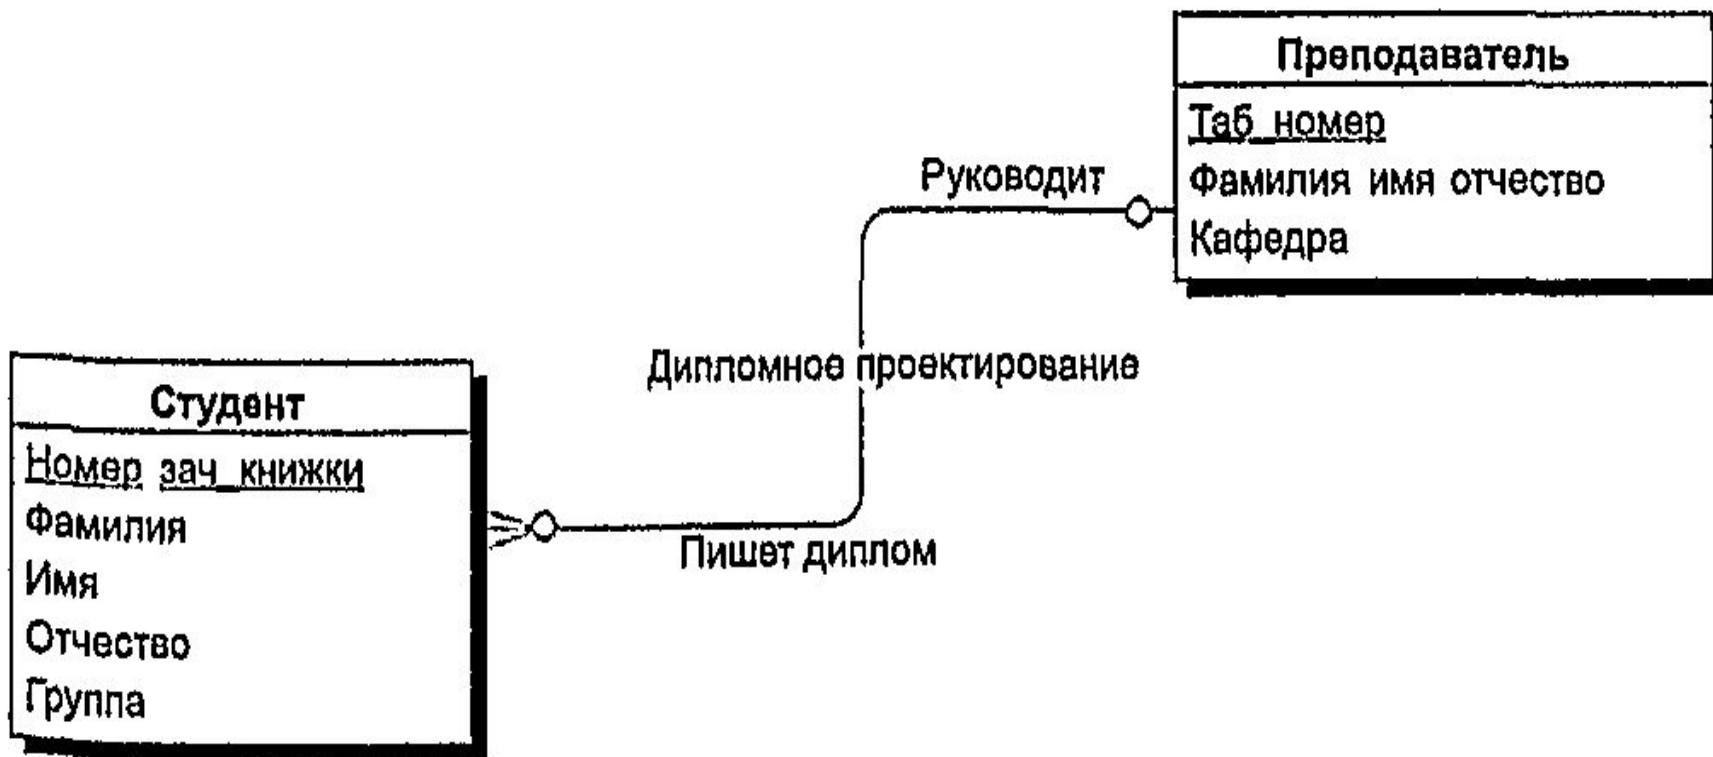 Преподаватель
Таб_номер
Фамилия имя отчество
Кафедра
Руководит
Дипломное проектирование
Пишет диплом
Студент
Номер зач_книжки
Фамилия
Имя
Отчество
Группа